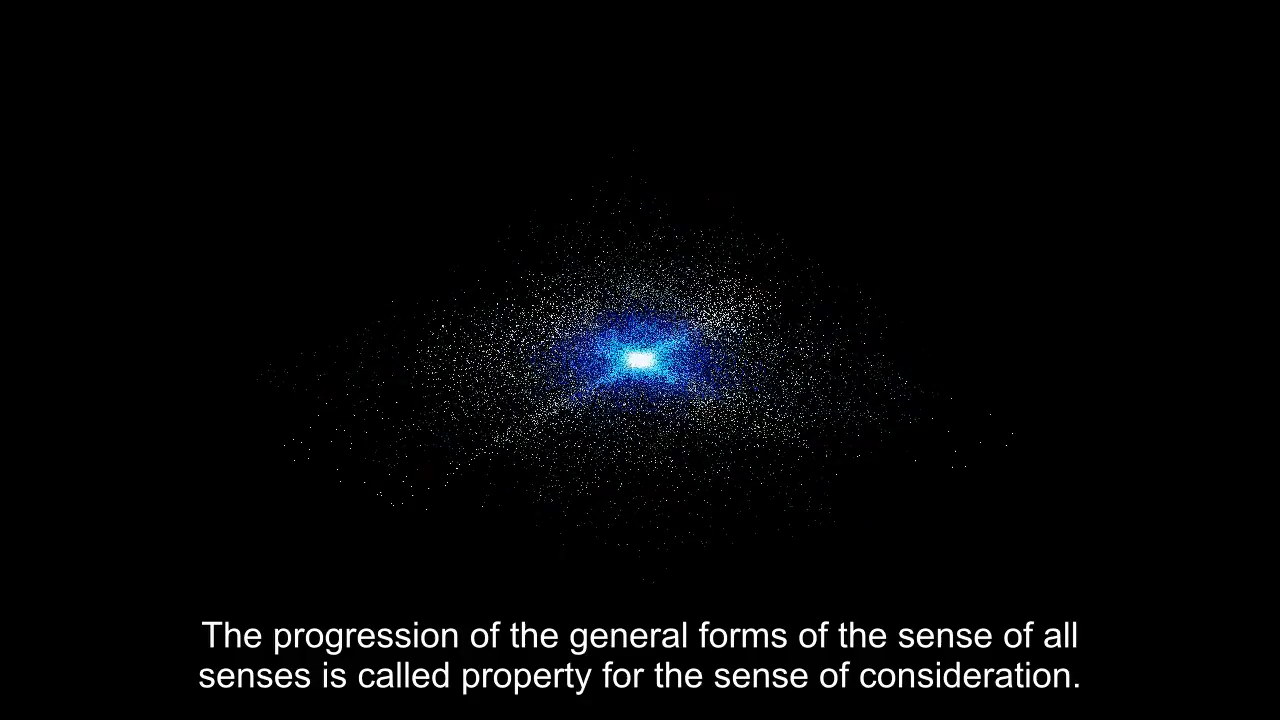 The progression of the general forms of the sense of all
senses is called property for the sense of consideration.